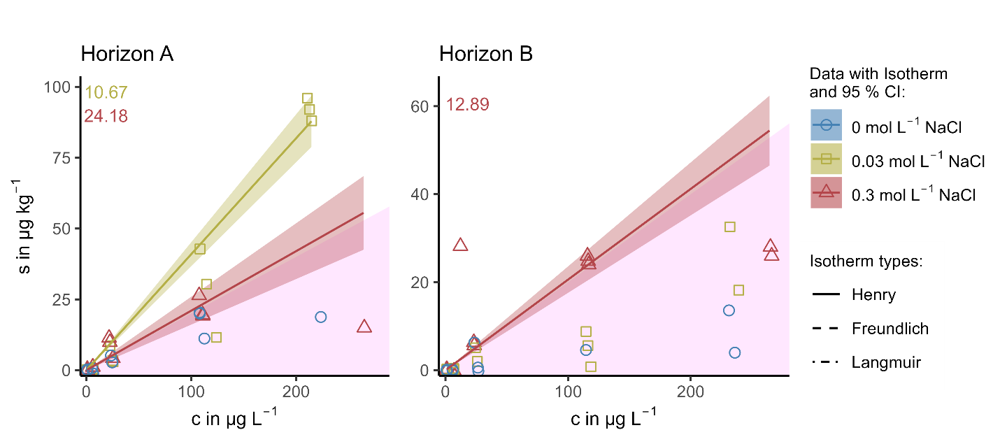 Horizon A
Horizon B
100
75
50
25
0
10.67
24.18
60
40
20
0
12.89
0
100
200
0
100
200
s in µg kg⁻¹
c in µg L⁻¹
c in µg L⁻¹
Data with Isotherm
and 95 % CI:
0 mol L⁻¹ NaCl
0.03 mol L⁻¹ NaCl
0.3 mol L⁻¹ NaCl
Isotherm types:
Henry
Freundlich
Langmuir